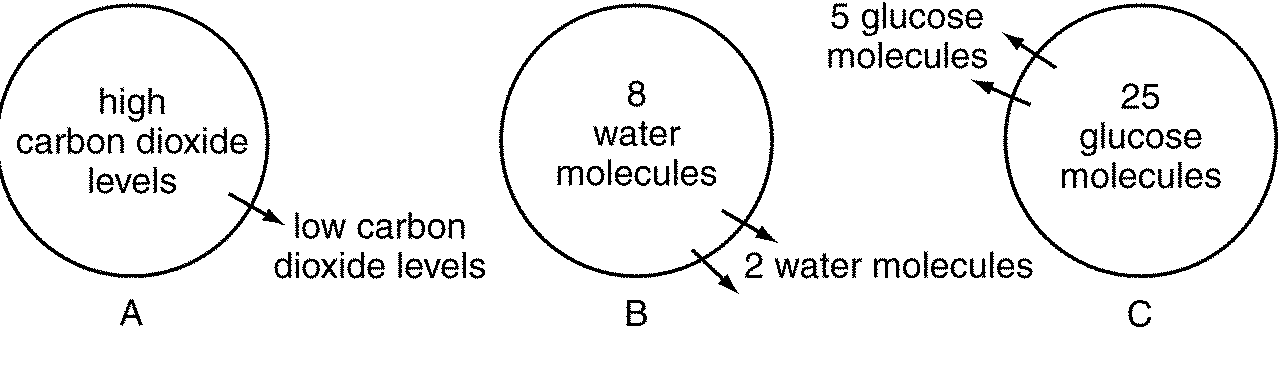 high
carbon dioxide
levels
low carbon
dioxide levels
A
8
water
molecules
2 water molecules
B
5 glucose
molecules
25
glucose
molecules
C